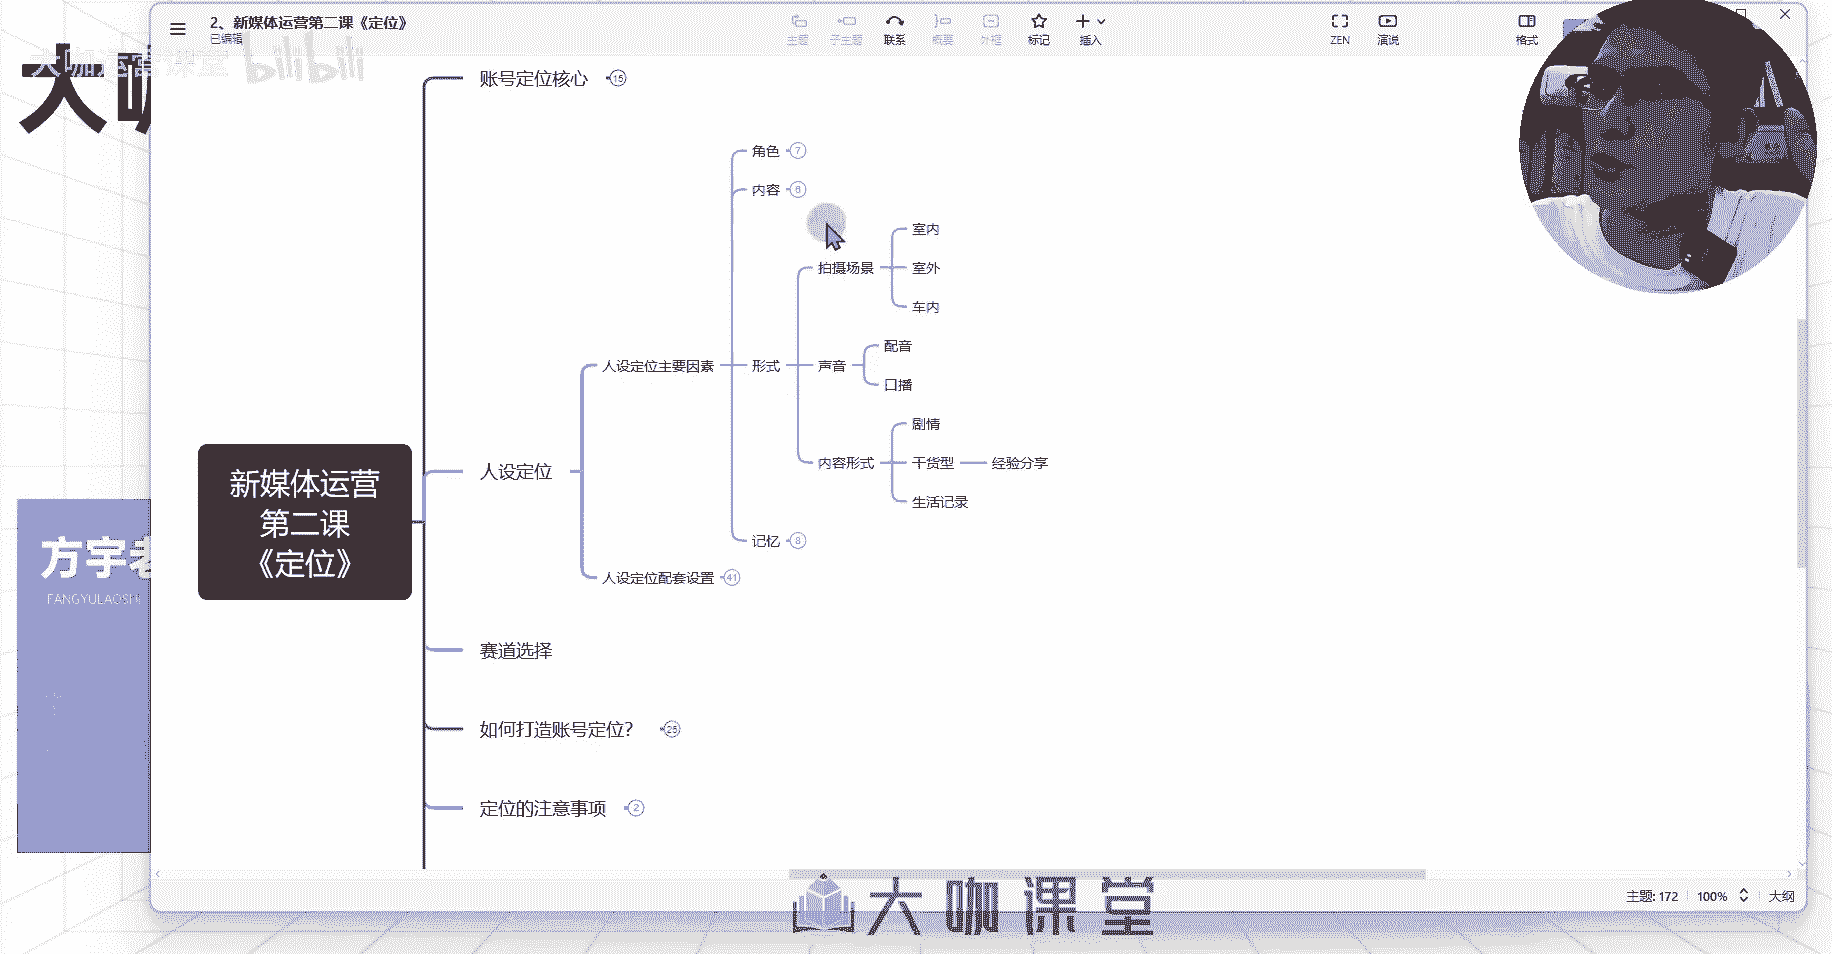 2、新媒体运营第二课《定位》
已编辑
主题
子主题
联系
概要
外框
标记
插入
ZEN
演说
格式
大咖运营课堂
bilibili
大咖
账号定位核心
15
角色
7
内容
6
室内
拍摄场景
室外
车内
配音
人设定位主要因素
形式
声音
口播
剧情
人设定位
内容形式
干货型
经验分享
生活记录
新媒体运营
第二课
《定位》
记忆
8
人设定位配套设置
41
方宇老
FANGYULAOSHI
赛道选择
如何打造账号定位?
25
定位的注意事项
2
主题: 172
100%
大纲
大咖课堂